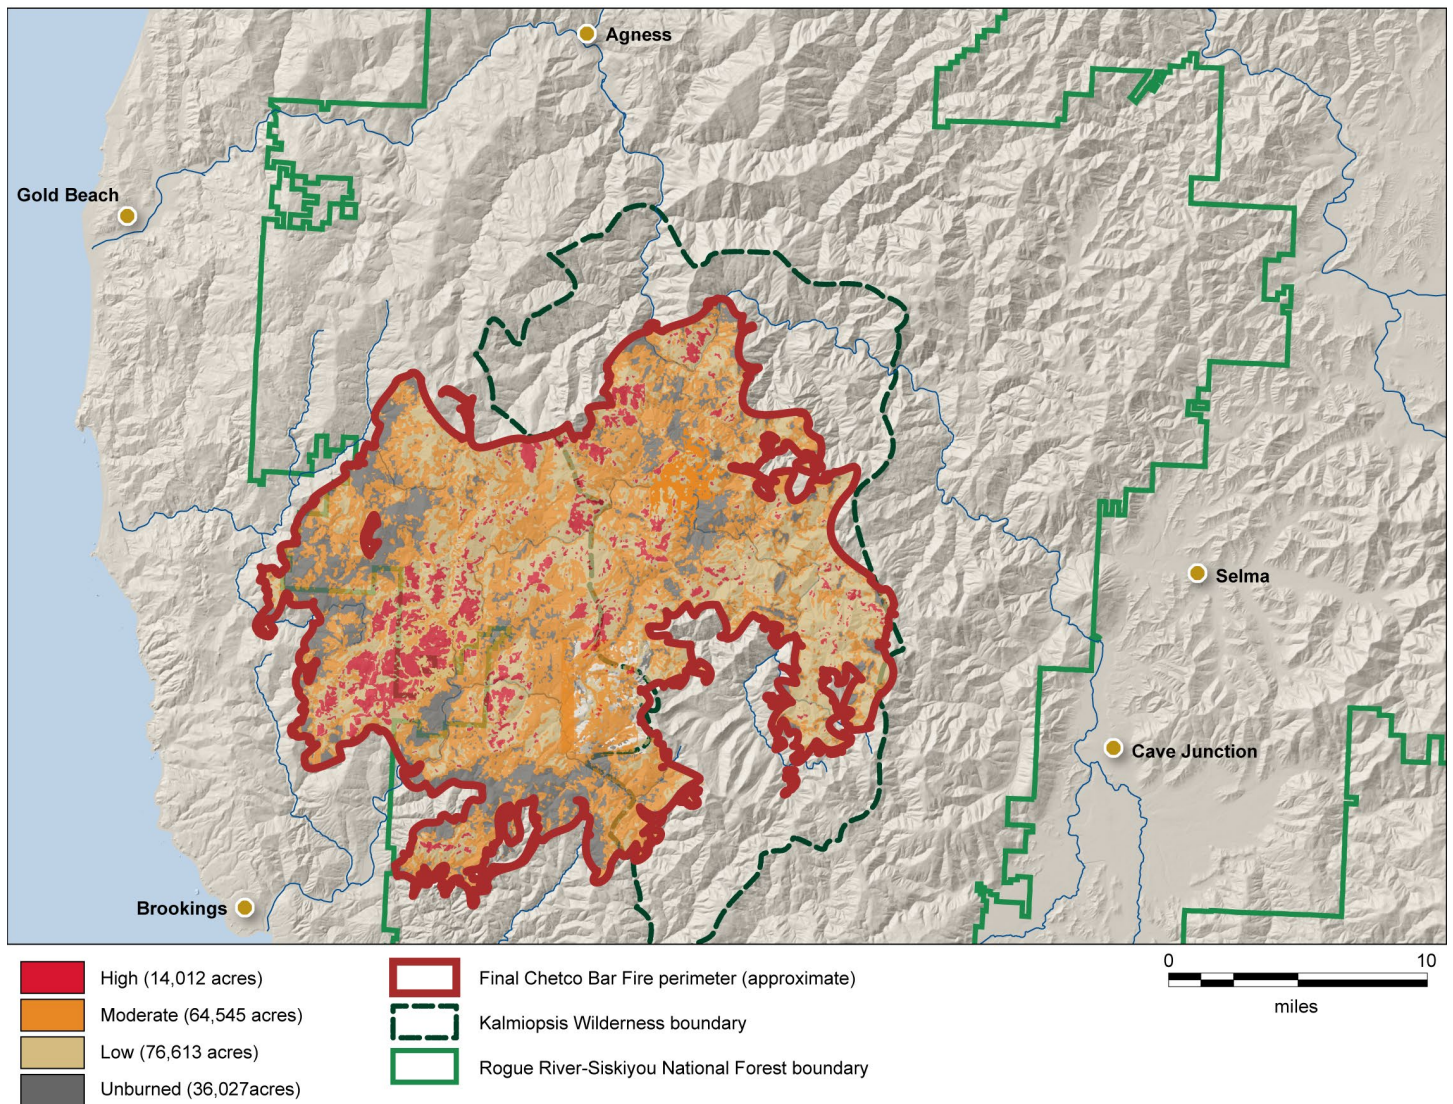 Agness
Gold Beach
Selma
Cave Junction
Brookings
High (14,012 acres)
Moderate (64,545 acres)
Low (76,613 acres)
Unburned (36,027acres)
Final Chetco Bar Fire perimeter (approximate)
Kalmiopsis Wilderness boundary
Rogue River-Siskiyou National Forest boundary
0 10
miles